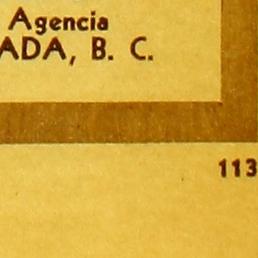 Agencia
ADA, B. C.
113